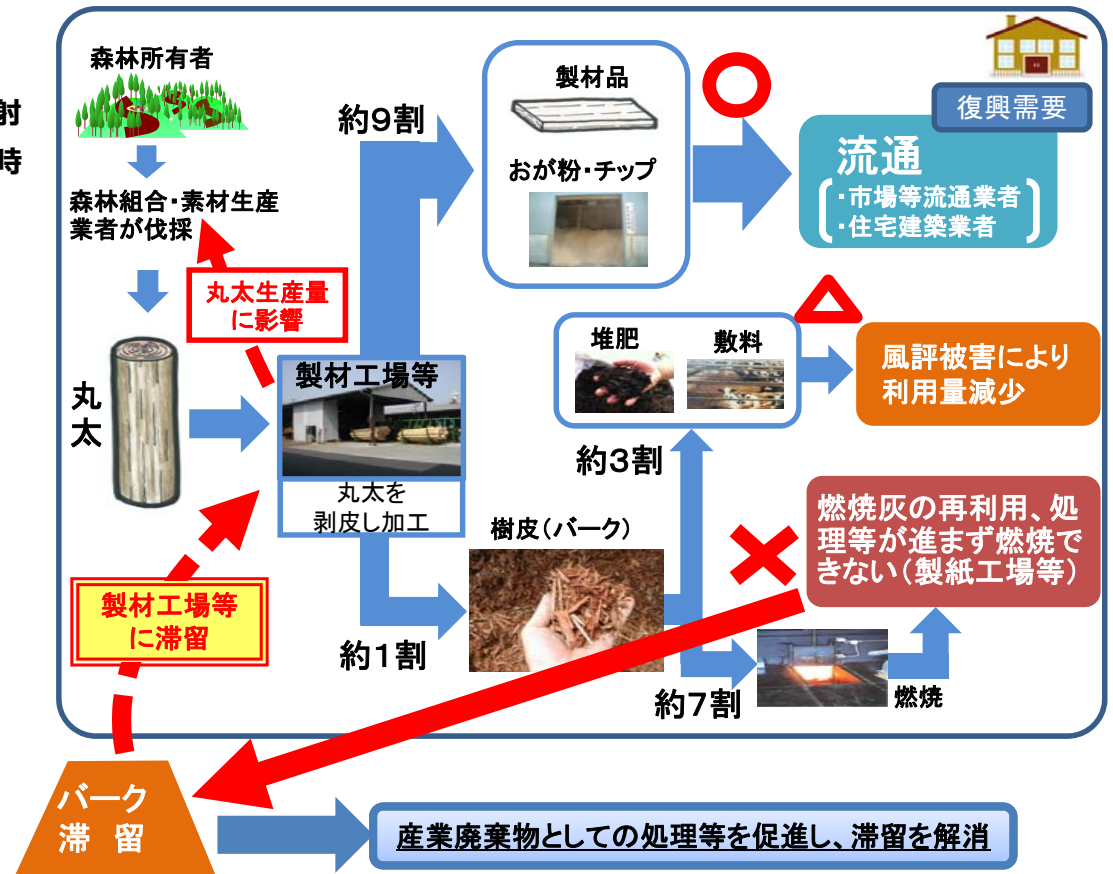 射
時
森林所有者
森林組合・素材生産
業者が伐採
丸太生産量
に影響
丸
太
製材工場等
丸太を
剥皮し加工
約9割
製材品
おが粉・チップ
復興需要
流通
・市場等流通業者
・住宅建築業者
堆肥
敷料
風評被害により
利用量減少
約3割
樹皮（バーク）
約1割
約7割
燃焼
燃焼灰の再利用、処
理等が進まず燃焼で
きない（製紙工場等）
製材工場等
に滞留
バーク
滞 留
産業廃棄物としての処理等を促進し、滞留を解消